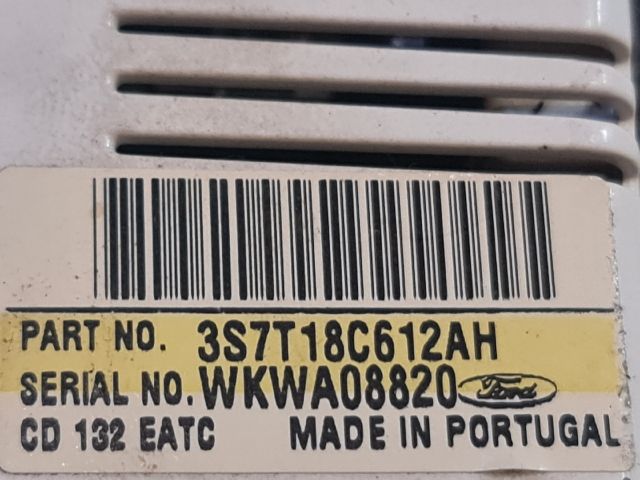 PART NO. 3S7T18C612AH
SERIAL NO. WKWA08820 Ford
CD 132 EATC MADE IN PORTUGAL